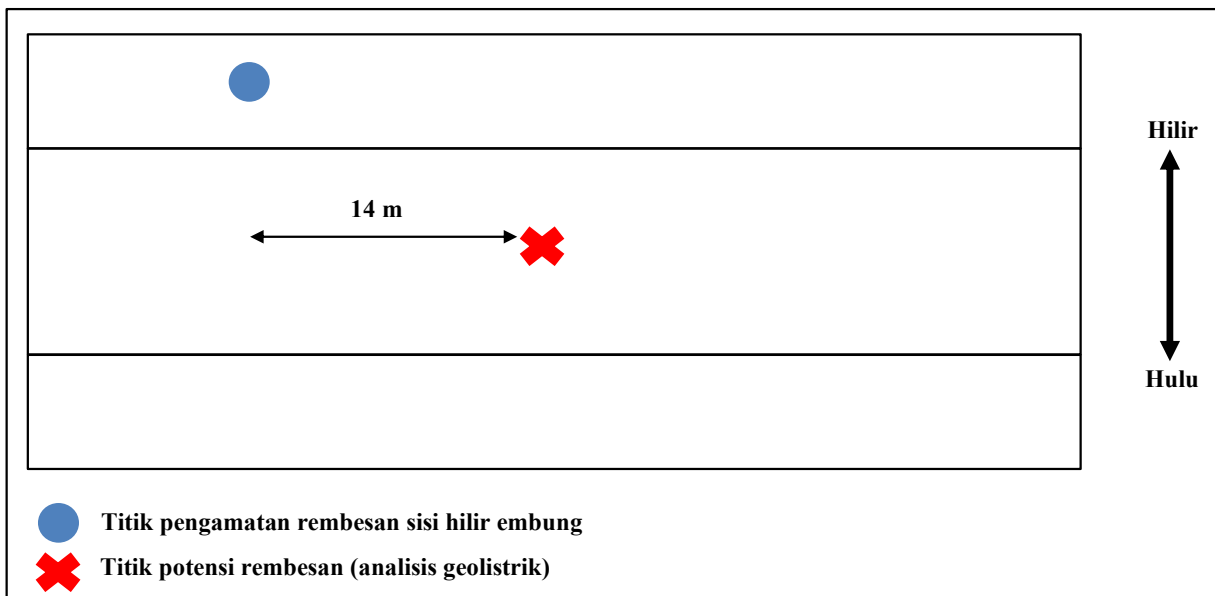 Hilir
14 m
Hulu
Titik pengamatan rembesan sisi hilir embung
Titik potensi rembesan (analisis geolistrik)